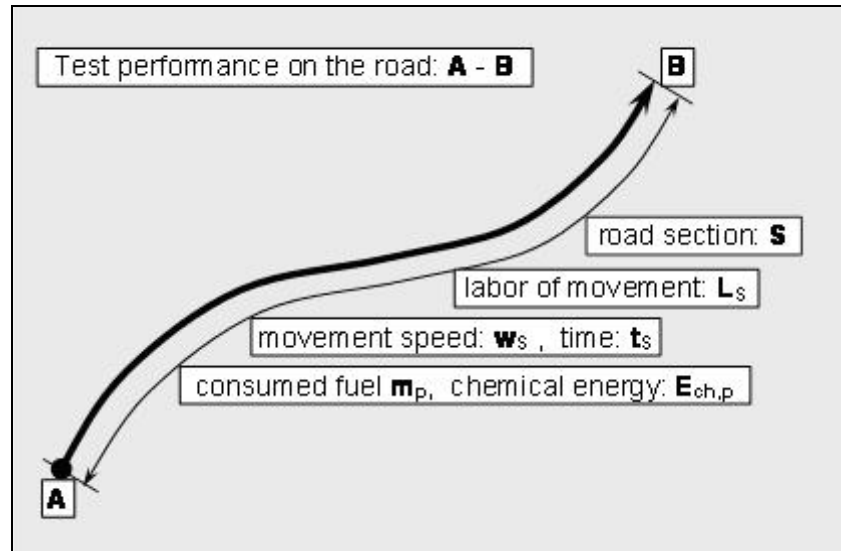 Test performance on the road: A - B
B
road section: S
labor of movement: Ls
movement speed: ws , time: ts
consumed fuel mp, chemical energy: Ech,p
A